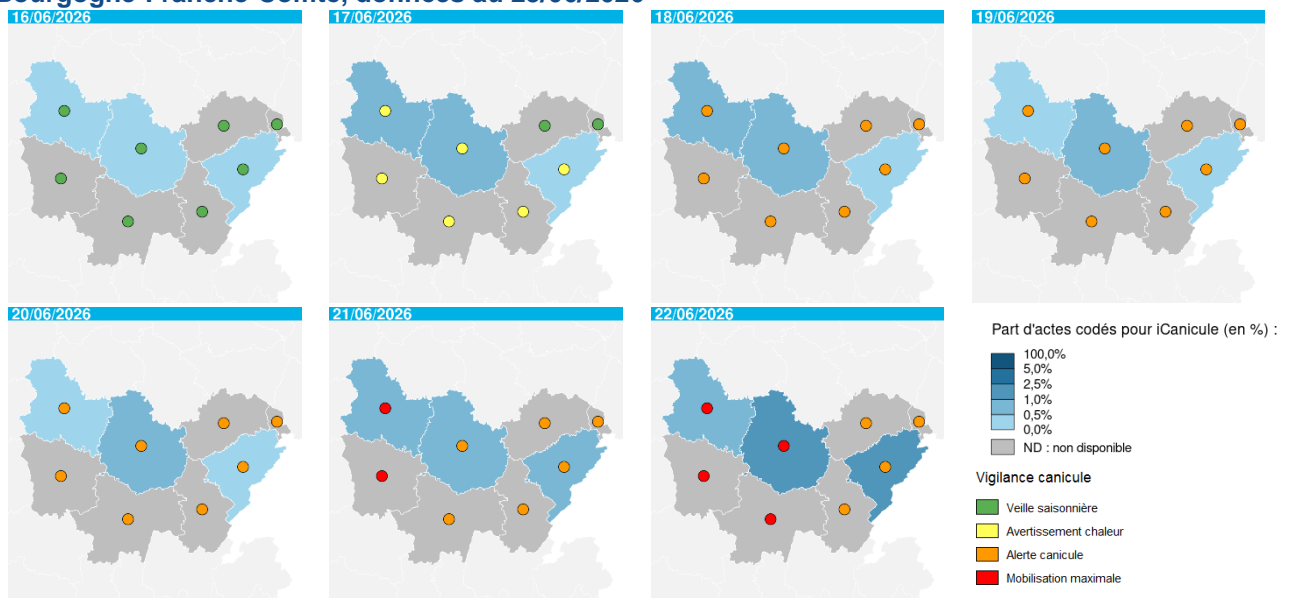 16/06/2026
17/06/2026
18/06/2026
19/06/2026
20/06/2026
21/06/2026
22/06/2026
Part d'actes codés pour iCanicule (en %) :
100,0%
5,0%
2,5%
1,0%
0,5%
0,0%
ND : non disponible
Vigilance canicule
Veille saisonnière
Avertissement chaleur
Alerte canicule
Mobilisation maximale